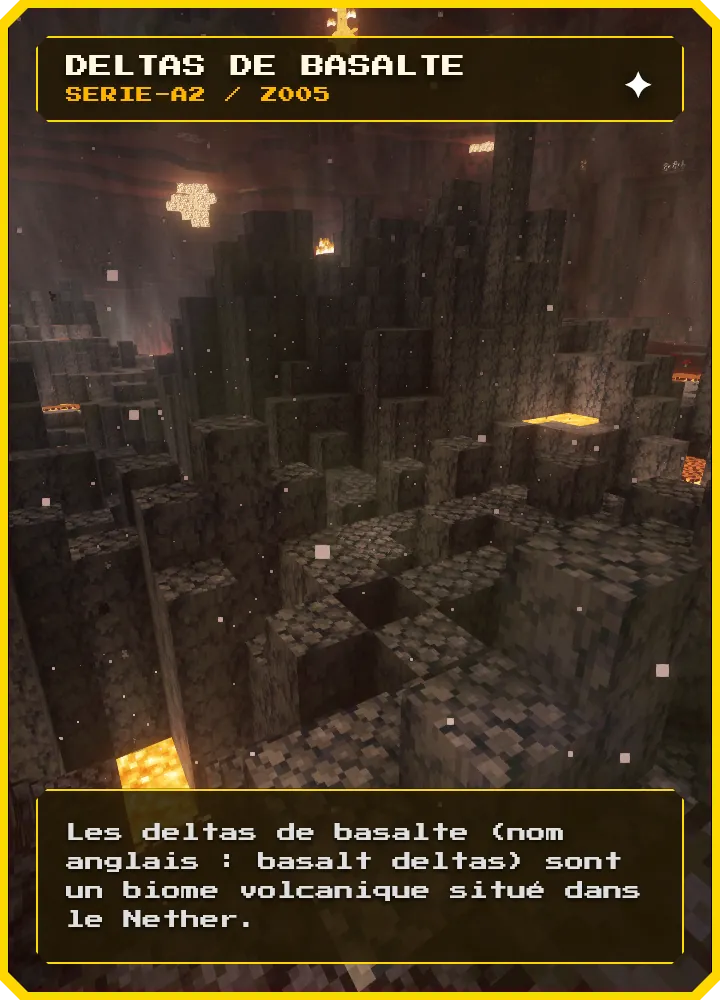 DELTAS DE BASALTE
SERIE-A2 / Z005
Les deltas de basalte (nom
anglais : basalt deltas) sont
un biome volcanique situé dans
le Nether.